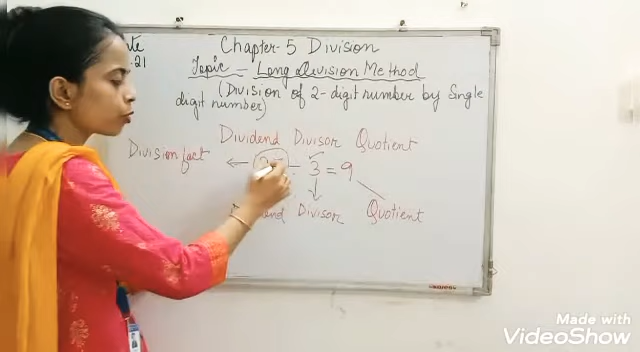 Chapter-5 Division
.21
Topic - Long Division Method
(Division of 2-digit number by Single
digit number)
Dividend Divisor Quotient
Division fact ← ÷ 3 = 9
Divisor Quotient
Made with
VideoShow